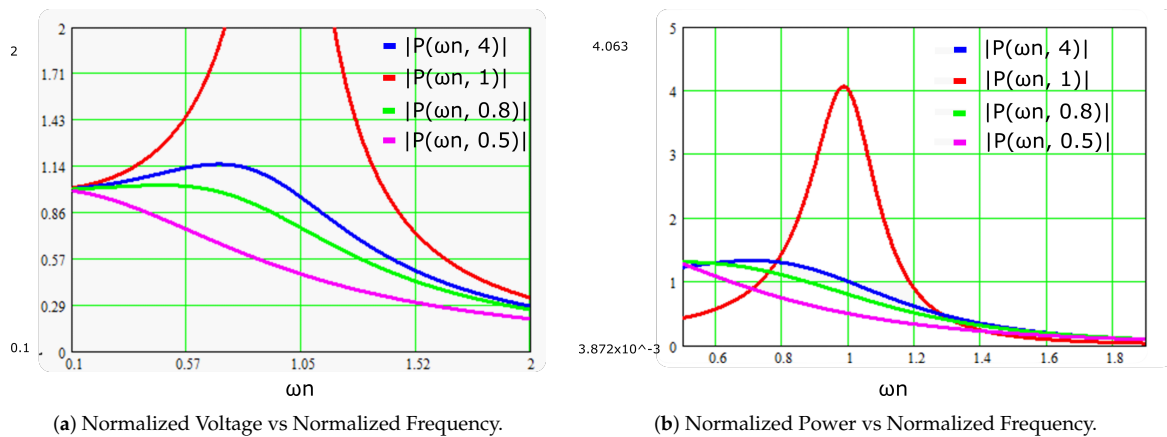 2
2
1.71
1.43
1.14
0.86
0.57
0.29
0
0.1
0.1
0.57
1.05
1.52
2
|P(ωn, 4)|
|P(ωn, 1)|
|P(ωn, 0.8)|
|P(ωn, 0.5)|
ωn
(a) Normalized Voltage vs Normalized Frequency.
4.063
5
4
3
2
1
0
3.872x10^-3
0.6
0.8
1
1.2
1.4
1.6
1.8
|P(ωn, 4)|
|P(ωn, 1)|
|P(ωn, 0.8)|
|P(ωn, 0.5)|
ωn
(b) Normalized Power vs Normalized Frequency.